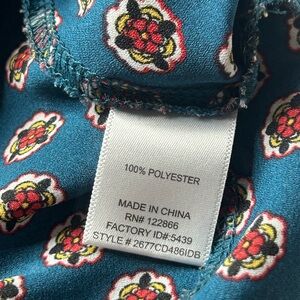 100% POLYESTER
MADE IN CHINA
RN# 122866
FACTORY ID#:5439
STYLE # 2677CD486IDB